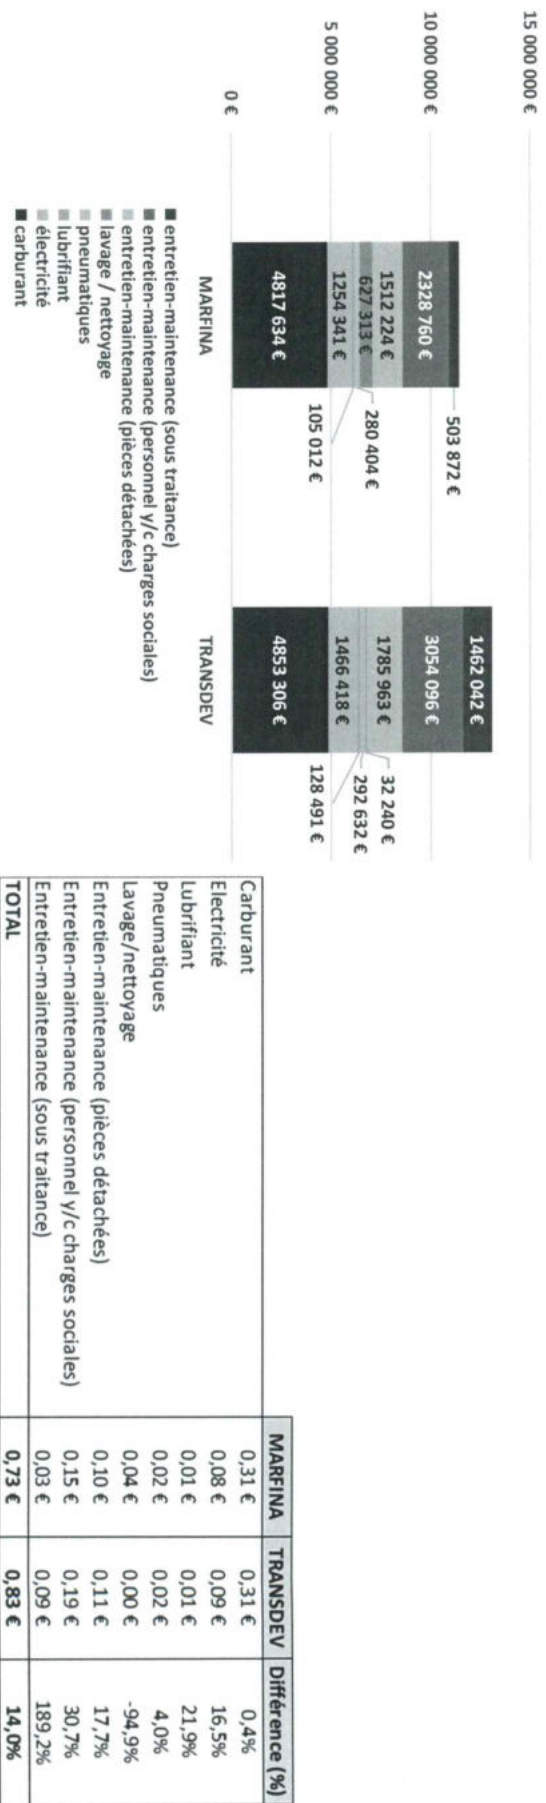 15 000 000 €
10 000 000 €
5 000 000 €
0 €
503 872 €
2328 760 €
1512 224 €
280 404 €
627 313 €
1254 341 €
105 012 €
4817 634 €
MARFINA
1462 042 €
3054 096 €
1785 963 €
32 240 €
292 632 €
1466 418 €
128 491 €
4853 306 €
TRANSDEV
entretien-maintenance (sous traitance)
entretien-maintenance (personnel y/c charges sociales)
entretien-maintenance (pièces détachées)
lavage / nettoyage
pneumatiques
lubrifiant
électricité
carburant
MARFINA TRANSDEV Différence (%)
Carburant 0,31 € 0,31 € 0,4%
Electricité 0,08 € 0,09 € 16,5%
Lubrifiant 0,01 € 0,01 € 21,9%
Pneumatiques 0,02 € 0,02 € 4,0%
Lavage/nettoyage 0,04 € 0,00 € -94,9%
Entretien-maintenance (pièces détachées) 0,10 € 0,11 € 17,7%
Entretien-maintenance (personnel y/c charges sociales) 0,15 € 0,19 € 30,7%
Entretien-maintenance (sous traitance) 0,03 € 0,09 € 189,2%
TOTAL 0,73 € 0,83 € 14,0%